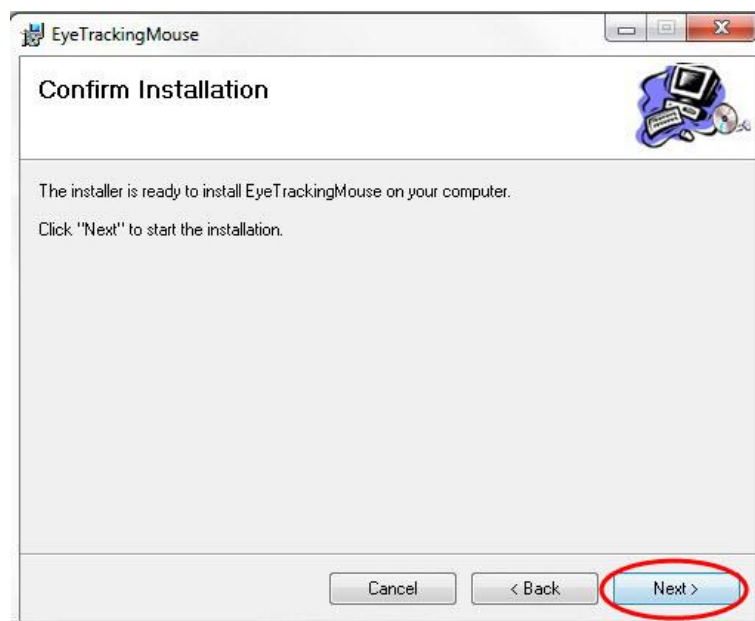 EyeTrackingMouse
Confirm Installation
The installer is ready to install EyeTrackingMouse on your computer.
Click "Next" to start the installation.
Cancel
< Back
Next >